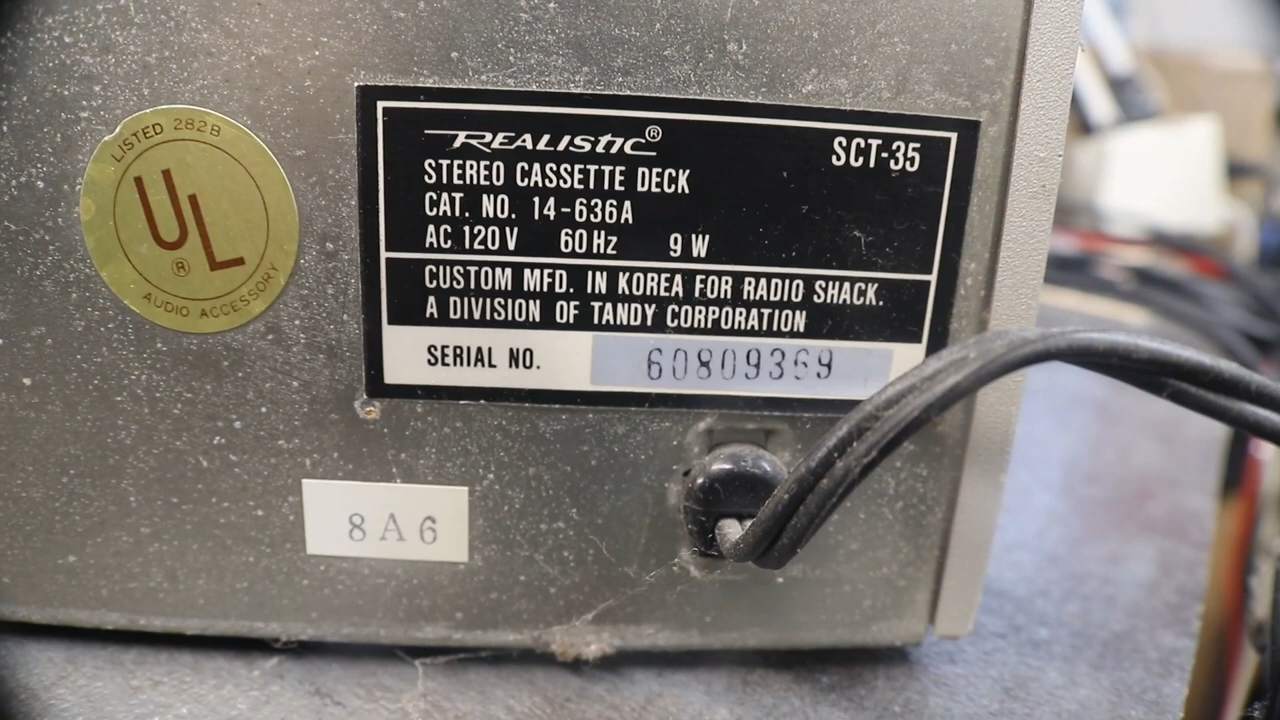 LISTED 282B
UL®
AUDIO ACCESSORY
REALISTIC®
SCT-35
STEREO CASSETTE DECK
CAT. NO. 14-636A
AC 120V 60Hz 9W
CUSTOM MFD. IN KOREA FOR RADIO SHACK.
A DIVISION OF TANDY CORPORATION
SERIAL NO. 60809369
8A6